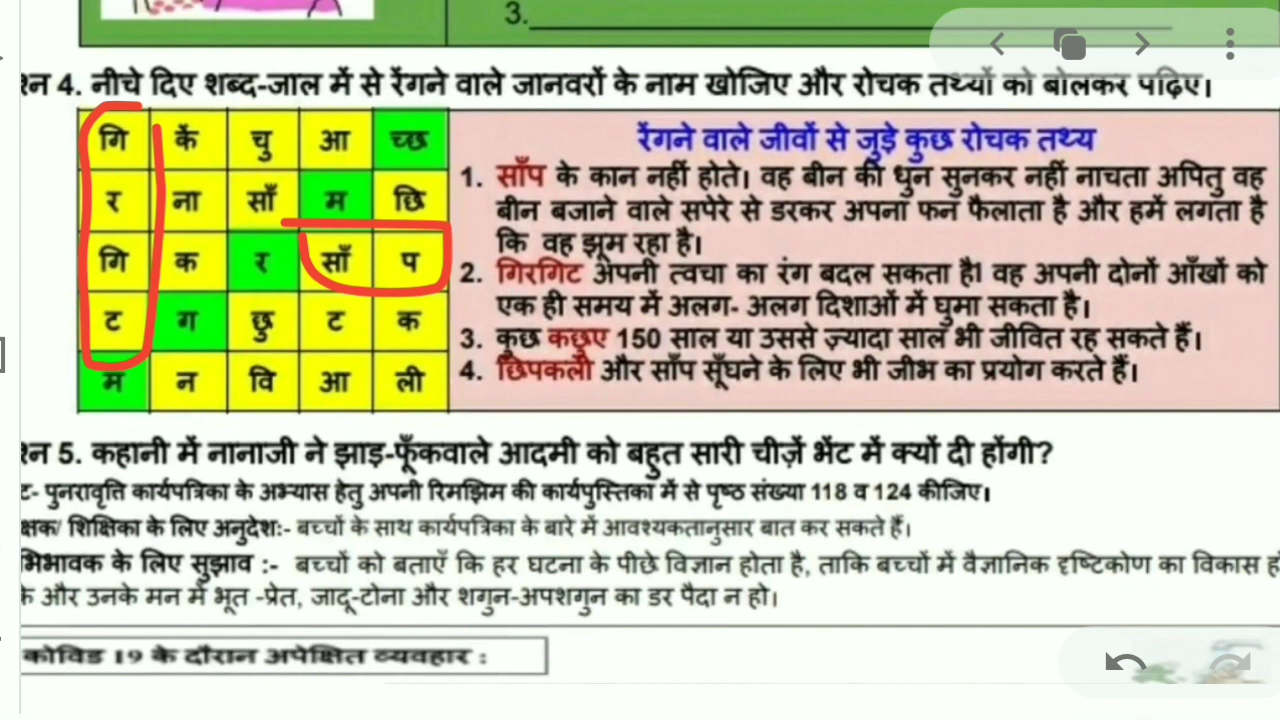 3.
न 4. नीचे दिए शब्द-जाल में से रेंगने वाले जानवरों के नाम खोजिए और रोचक तथ्यों को बोलकर पढ़िए।
गि कें चु आ च्छ
र ना साँ म छि
गि क र साँ प
ट ग छु ट क
म न वि आ ली
रेंगने वाले जीवों से जुड़े कुछ रोचक तथ्य
1. साँप के कान नहीं होते। वह बीन की धुन सुनकर नहीं नाचता अपितु वह
बीन बजाने वाले सपेरे से डरकर अपना फन फैलाता है और हमें लगता है
कि वह झूम रहा है।
2. गिरगिट अपनी त्वचा का रंग बदल सकता है। वह अपनी दोनों आँखों को
एक ही समय में अलग- अलग दिशाओं में घुमा सकता है।
3. कुछ कछुए 150 साल या उससे ज़्यादा साल भी जीवित रह सकते हैं।
4. छिपकली और साँप सूँघने के लिए भी जीभ का प्रयोग करते हैं।
न 5. कहानी में नानाजी ने झाड़-फूँकवाले आदमी को बहुत सारी चीज़ें भेंट में क्यों दी होंगी?
ट- पुनरावृत्ति कार्यपत्रिका के अभ्यास हेतु अपनी रिमझिम की कार्यपुस्तिका में से पृष्ठ संख्या 118 व 124 कीजिए।
क्षक/ शिक्षिका के लिए अनुदेश:- बच्चों के साथ कार्यपत्रिका के बारे में आवश्यकतानुसार बात कर सकते हैं।
भिभावक के लिए सुझाव :- बच्चों को बताएँ कि हर घटना के पीछे विज्ञान होता है, ताकि बच्चों में वैज्ञानिक दृष्टिकोण का विकास हो
के और उनके मन में भूत -प्रेत, जादू-टोना और शगुन-अपशगुन का डर पैदा न हो।
कोविड 19 के दौरान अपेक्षित व्यवहार :